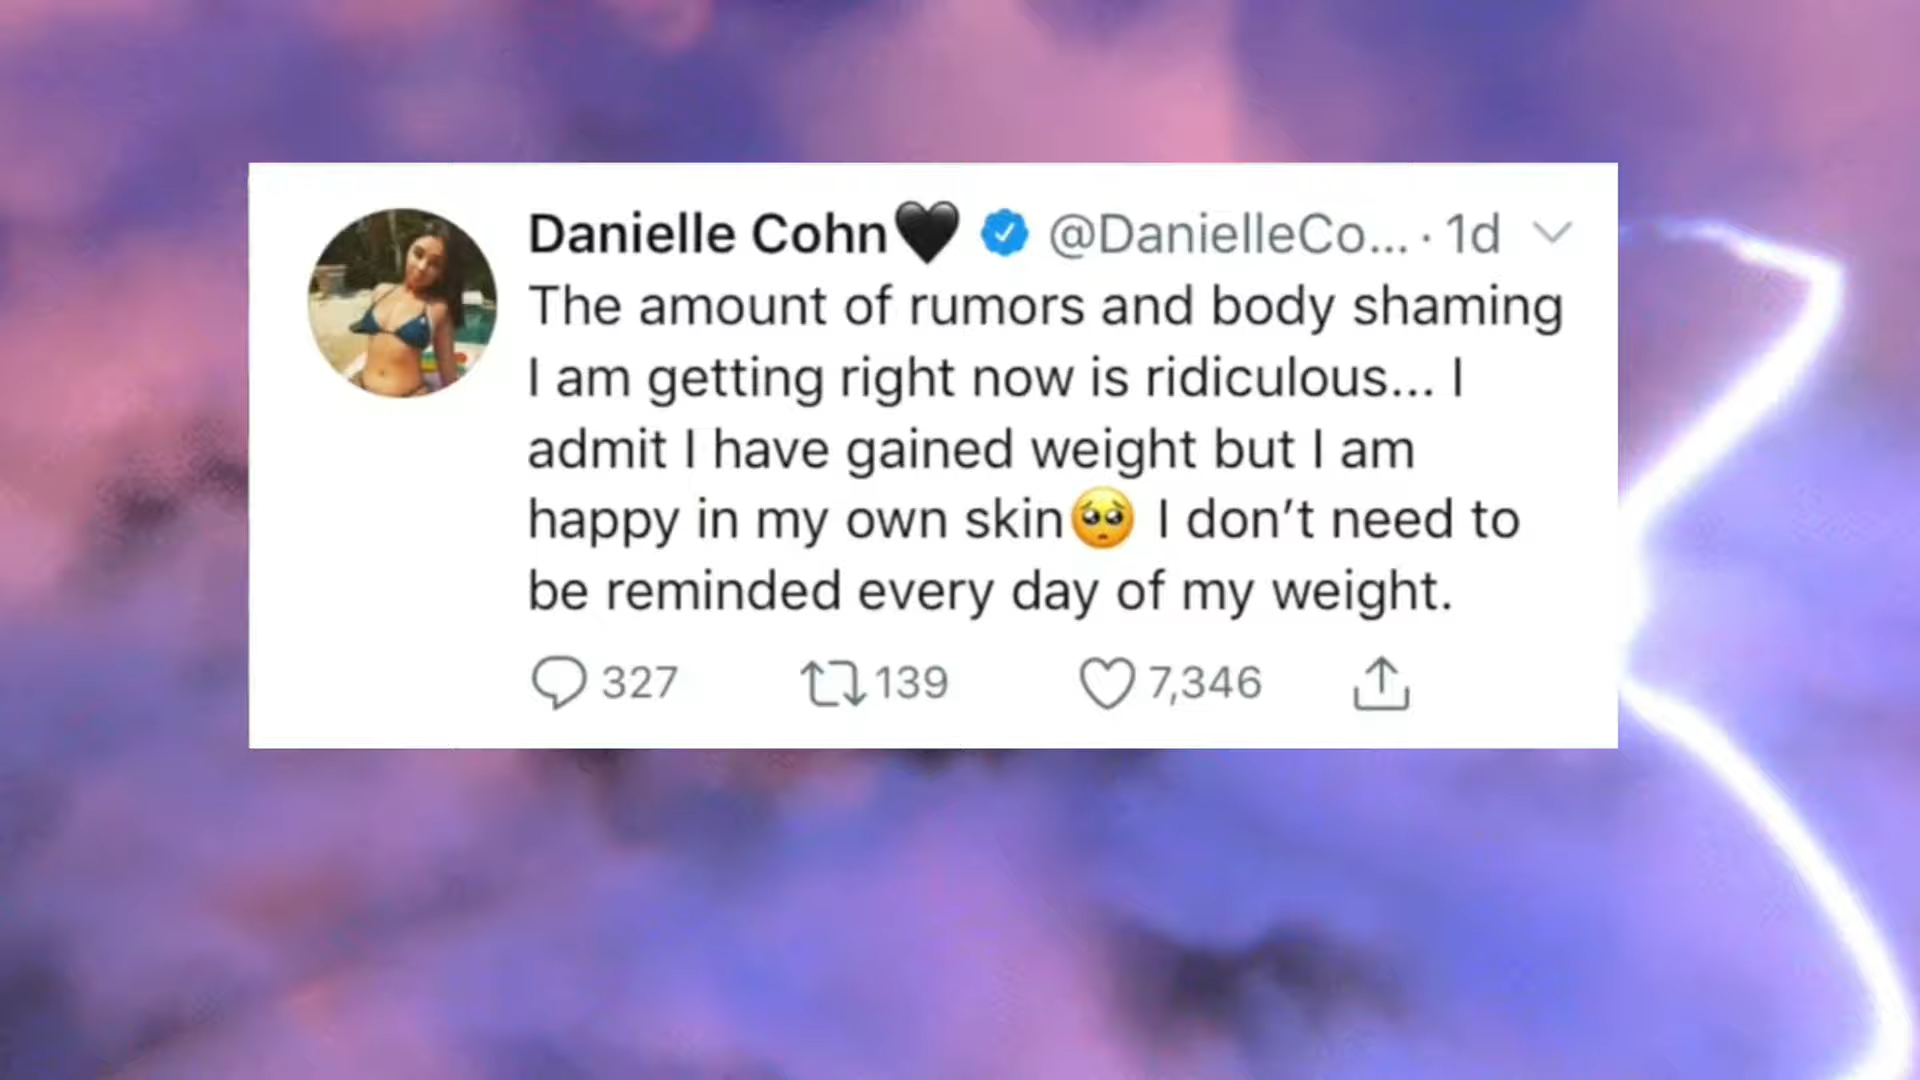 Danielle Cohn🖤 @DanielleCo... · 1d
The amount of rumors and body shaming
I am getting right now is ridiculous... I
admit I have gained weight but I am
happy in my own skin🥺 I don’t need to
be reminded every day of my weight.
327 139 7,346